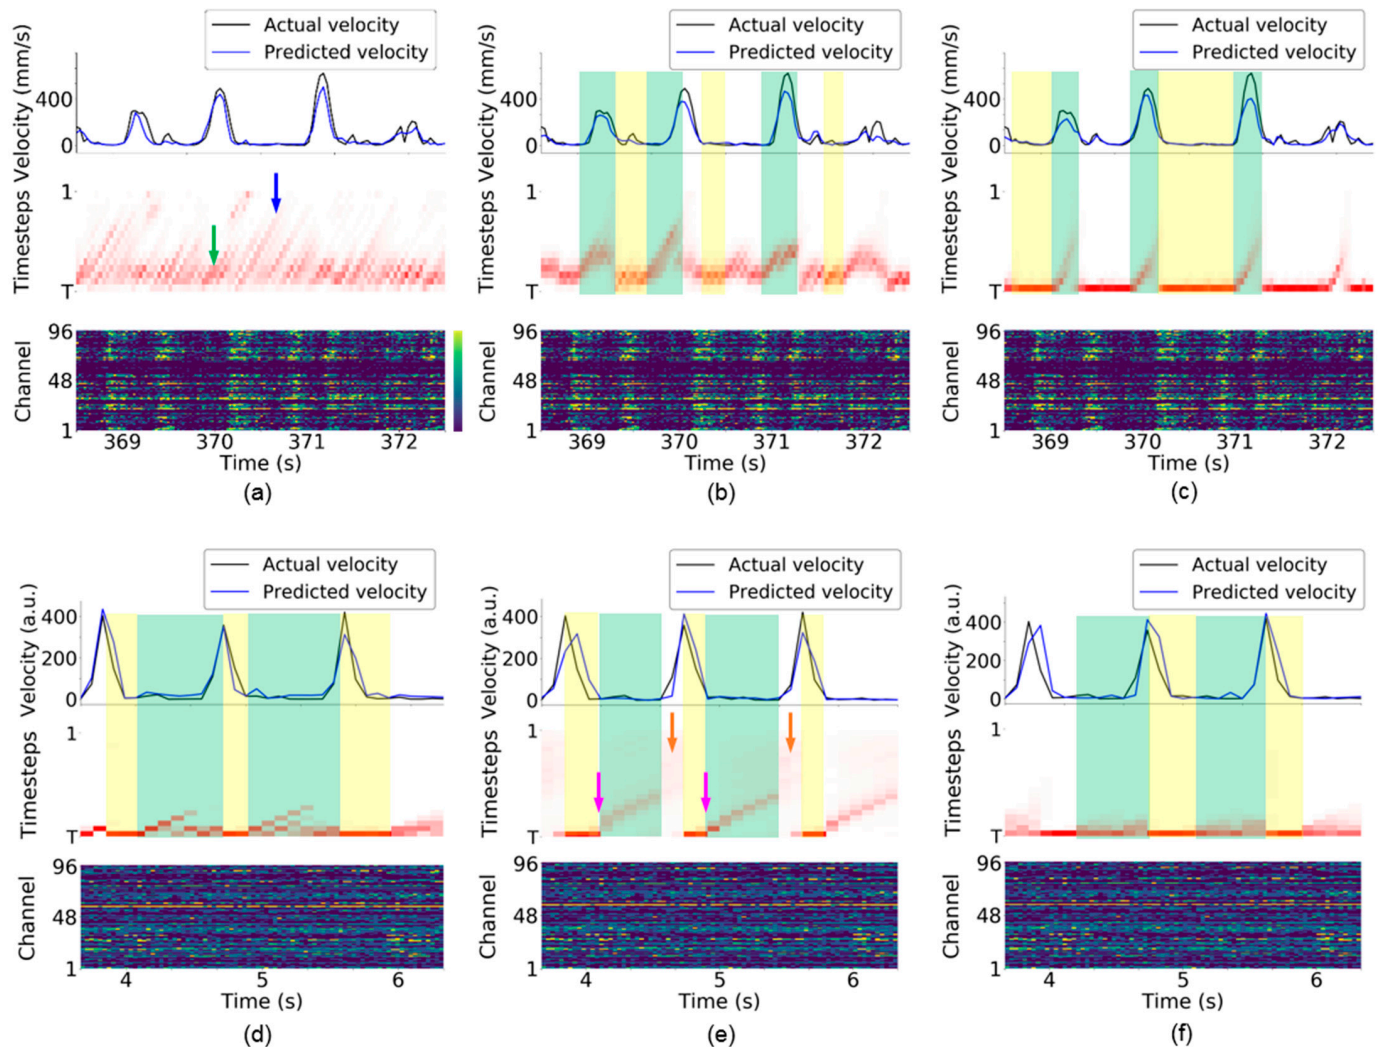 Actual velocity
Predicted velocity
Velocity (mm/s)
400
0
Timesteps
1
T
Channel
96
48
1
369 370 371 372
Time (s)
(a)
Actual velocity
Predicted velocity
Velocity (mm/s)
400
0
Timesteps
1
T
Channel
96
48
1
369 370 371 372
Time (s)
(b)
Actual velocity
Predicted velocity
Velocity (mm/s)
400
0
Timesteps
1
T
Channel
96
48
1
369 370 371 372
Time (s)
(c)
Actual velocity
Predicted velocity
Velocity (a.u.)
400
200
0
Timesteps
1
T
Channel
96
48
1
4 5 6
Time (s)
(d)
Actual velocity
Predicted velocity
Velocity (a.u.)
400
200
0
Timesteps
1
T
Channel
96
48
1
4 5 6
Time (s)
(e)
Actual velocity
Predicted velocity
Velocity (a.u.)
400
200
0
Timesteps
1
T
Channel
96
48
1
4 5 6
Time (s)
(f)